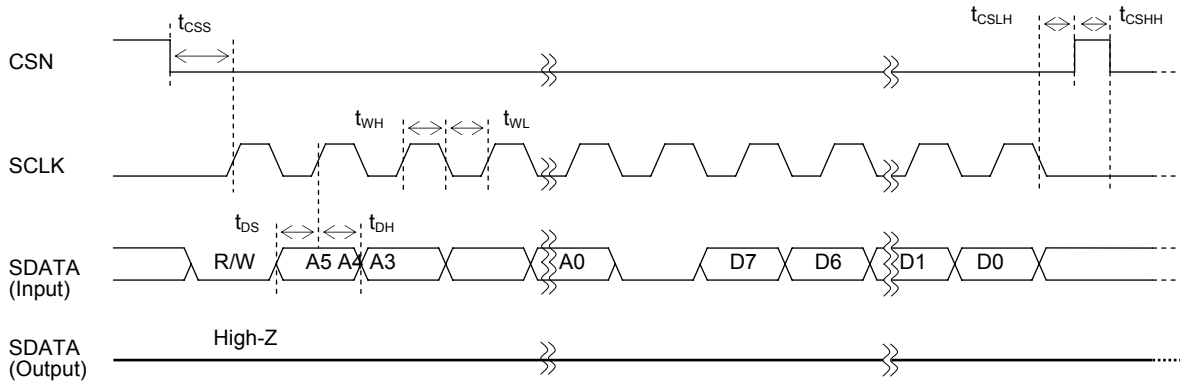 tCSS
tCSLH
tCSHH
CSN
tWH
tWL
SCLK
tDS
tDH
SDATA
(Input)
R/W A5 A4 A3 A0 D7 D6 D1 D0
High-Z
SDATA
(Output)